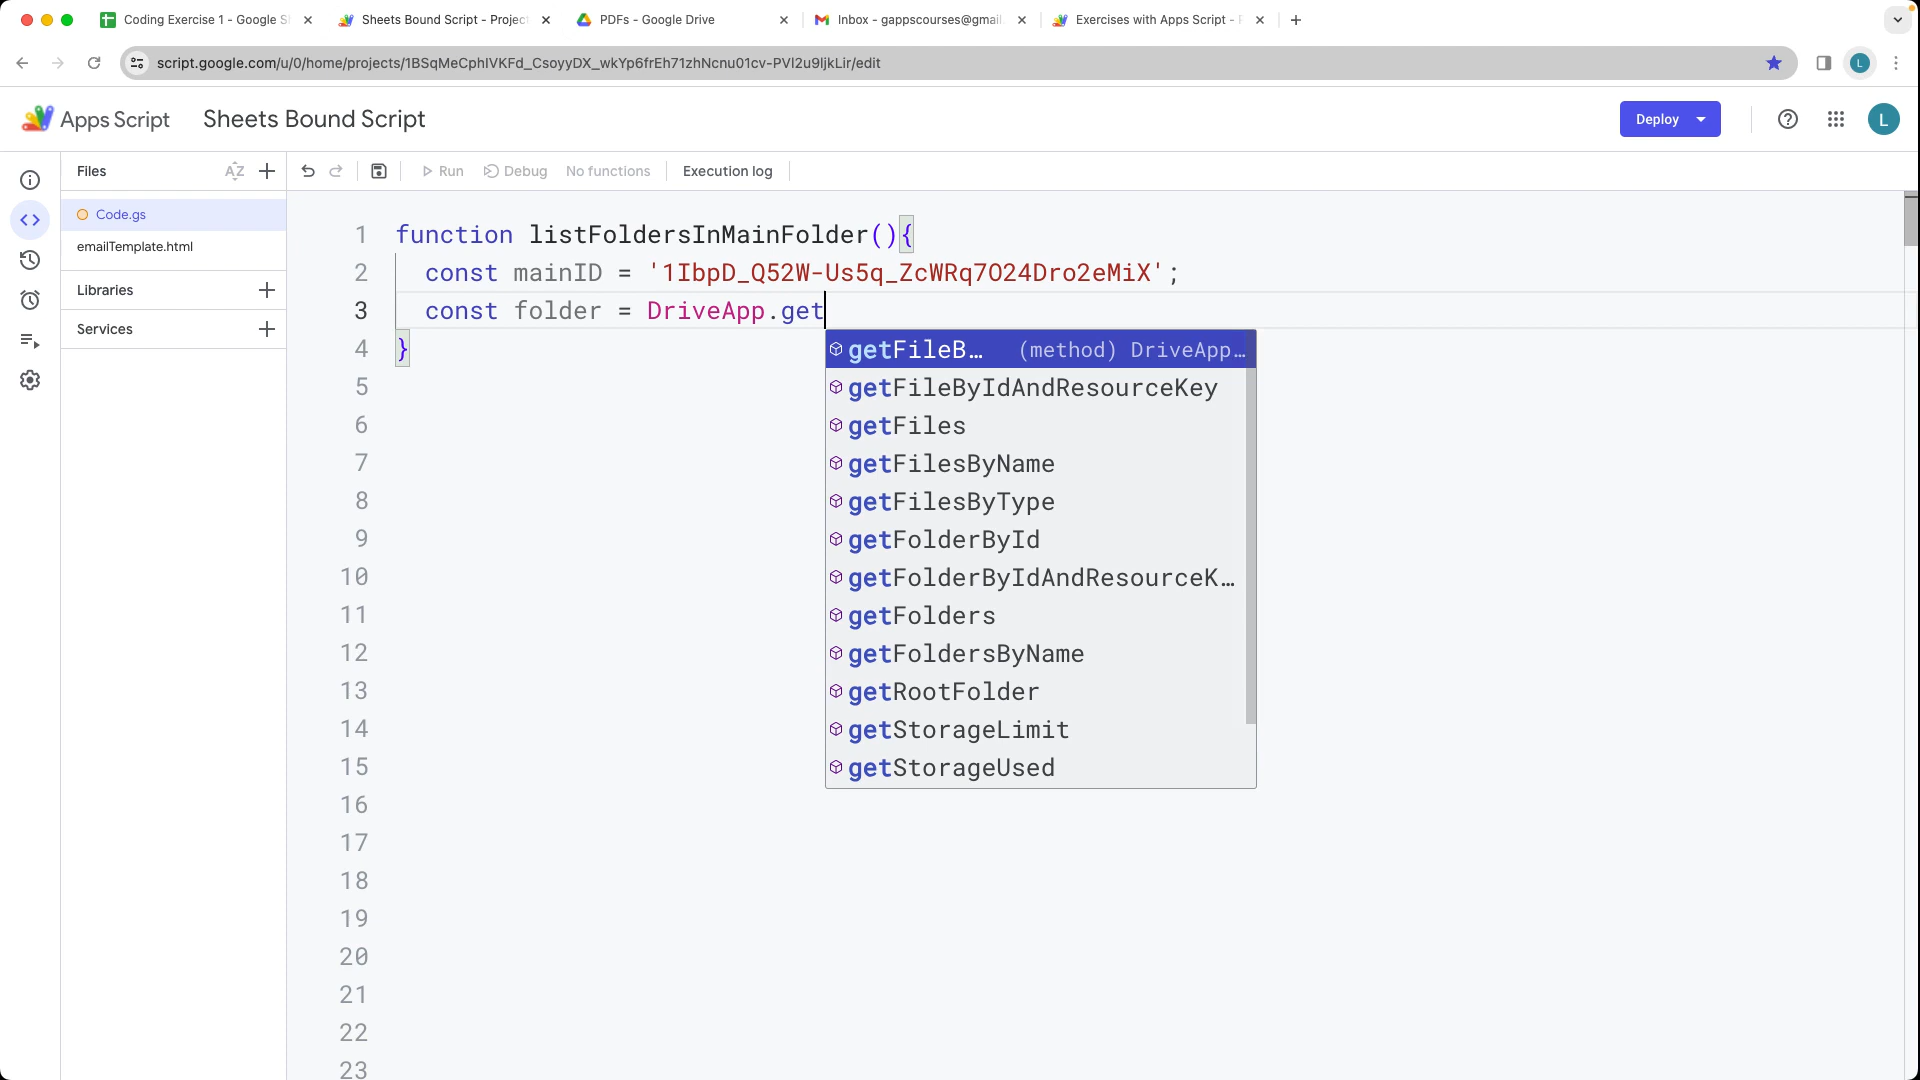 Coding Exercise 1 - Google S
Sheets Bound Script - Projec
PDFs - Google Drive
Inbox - gappscourses@gmail.
Exercises with Apps Script -
script.google.com/u/0/home/projects/1BSqMeCphIVKFd_CsoyyDX_wkYp6frEh71zhNcnu01cv-PVI2u9ljkLir/edit
L
Apps Script
Sheets Bound Script
Deploy
L
Files
AZ
Run
Debug
No functions
Execution log
Code.gs
emailTemplate.html
Libraries
Services
1 function listFoldersInMainFolder(){
2 const mainID = '1IbpD_Q52W-Us5q_ZcWRq7O24Dro2eMiX';
3 const folder = DriveApp.get
4 }
getFileB… (method) DriveApp…
5
getFileByIdAndResourceKey
6
getFiles
7
getFilesByName
8
getFilesByType
9
getFolderById
10
getFolderByIdAndResourceK…
11
getFolders
12
getFoldersByName
13
getRootFolder
14
getStorageLimit
15
getStorageUsed
16
17
18
19
20
21
22
23